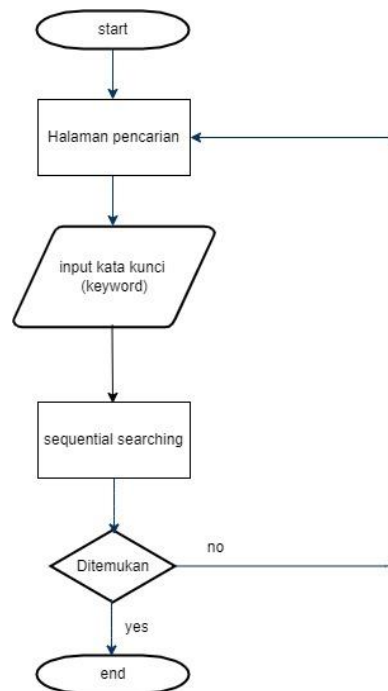 start
Halaman pencarian
input kata kunci
(keyword)
sequential searching
Ditemukan
no
yes
end